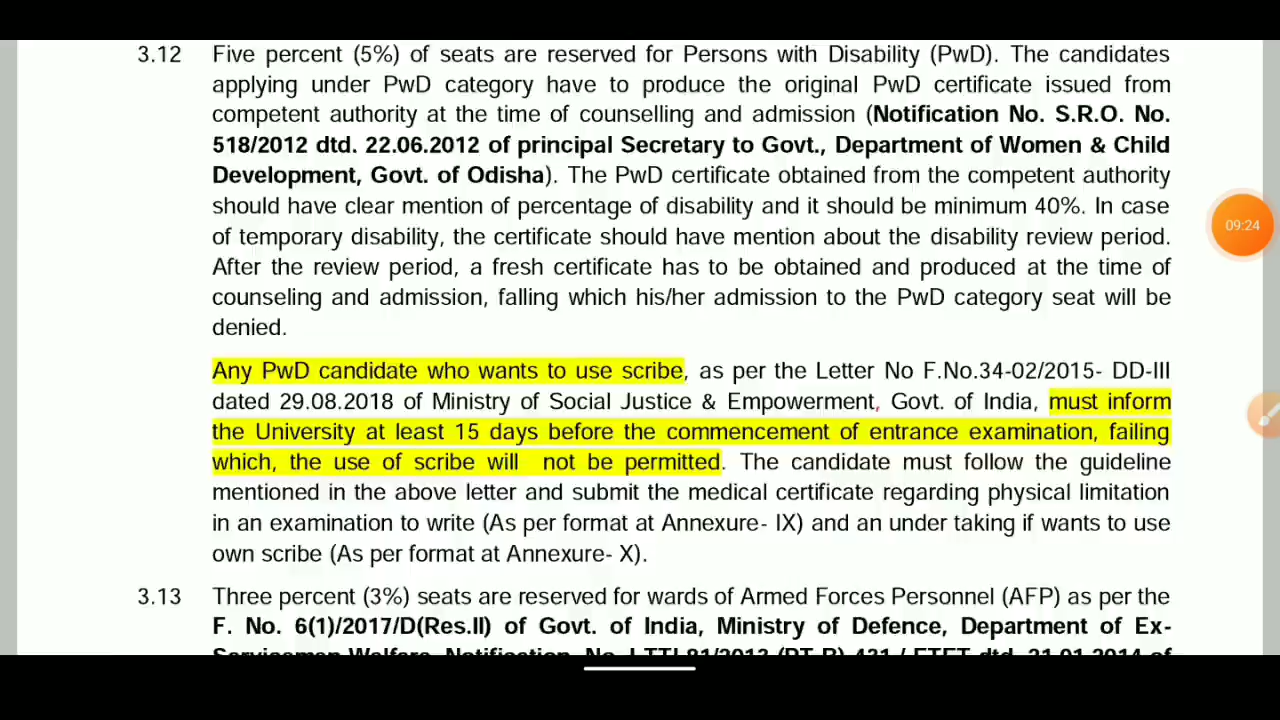 3.12 Five percent (5%) of seats are reserved for Persons with Disability (PwD). The candidates
applying under PwD category have to produce the original PwD certificate issued from
competent authority at the time of counselling and admission (Notification No. S.R.O. No.
518/2012 dtd. 22.06.2012 of principal Secretary to Govt., Department of Women & Child
Development, Govt. of Odisha). The PwD certificate obtained from the competent authority
should have clear mention of percentage of disability and it should be minimum 40%. In case
09:24
of temporary disability, the certificate should have mention about the disability review period.
After the review period, a fresh certificate has to be obtained and produced at the time of
counseling and admission, falling which his/her admission to the PwD category seat will be
denied.
Any PwD candidate who wants to use scribe, as per the Letter No F.No.34-02/2015- DD-III
dated 29.08.2018 of Ministry of Social Justice & Empowerment, Govt. of India, must inform
the University at least 15 days before the commencement of entrance examination, failing
which, the use of scribe will not be permitted. The candidate must follow the guideline
mentioned in the above letter and submit the medical certificate regarding physical limitation
in an examination to write (As per format at Annexure- IX) and an under taking if wants to use
own scribe (As per format at Annexure- X).
3.13 Three percent (3%) seats are reserved for wards of Armed Forces Personnel (AFP) as per the
F. No. 6(1)/2017/D(Res.II) of Govt. of India, Ministry of Defence, Department of Ex-
Servicemen Welfare, Notification No.